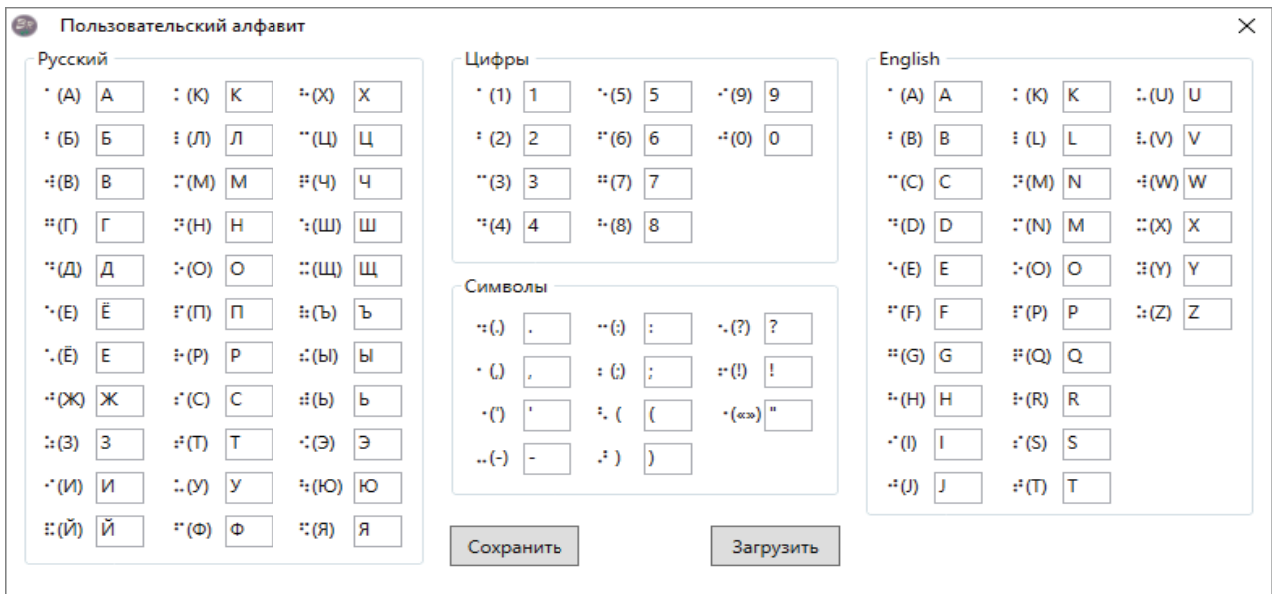 Пользовательский алфавит
Русский
(А) А (К) К (Х) Х
(Б) Б (Л) Л (Ц) Ц
(В) В (М) М (Ч) Ч
(Г) Г (Н) Н (Ш) Ш
(Д) Д (О) О (Щ) Щ
(Е) Ё (П) П (Ъ) Ъ
(Ё) Е (Р) Р (Ы) Ы
(Ж) Ж (С) С (Ь) Ь
(З) З (Т) Т (Э) Э
(И) И (У) У (Ю) Ю
(Й) Й (Ф) Ф (Я) Я
Цифры
(1) 1 (5) 5 (9) 9
(2) 2 (6) 6 (0) 0
(3) 3 (7) 7
(4) 4 (8) 8
Символы
(.) . (:) : (?) ?
(,) , (;) ; (!) !
(') ' ( ( («») "
(-) - ) )
Сохранить Загрузить
English
(A) A (K) K (U) U
(B) B (L) L (V) V
(C) C (M) N (W) W
(D) D (N) M (X) X
(E) E (O) O (Y) Y
(F) F (P) P (Z) Z
(G) G (Q) Q
(H) H (R) R
(I) I (S) S
(J) J (T) T